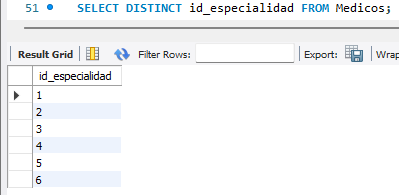 51 SELECT DISTINCT id_especialidad FROM Medicos;
Result Grid Filter Rows: Export: Wrap
id_especialidad
1
2
3
4
5
6